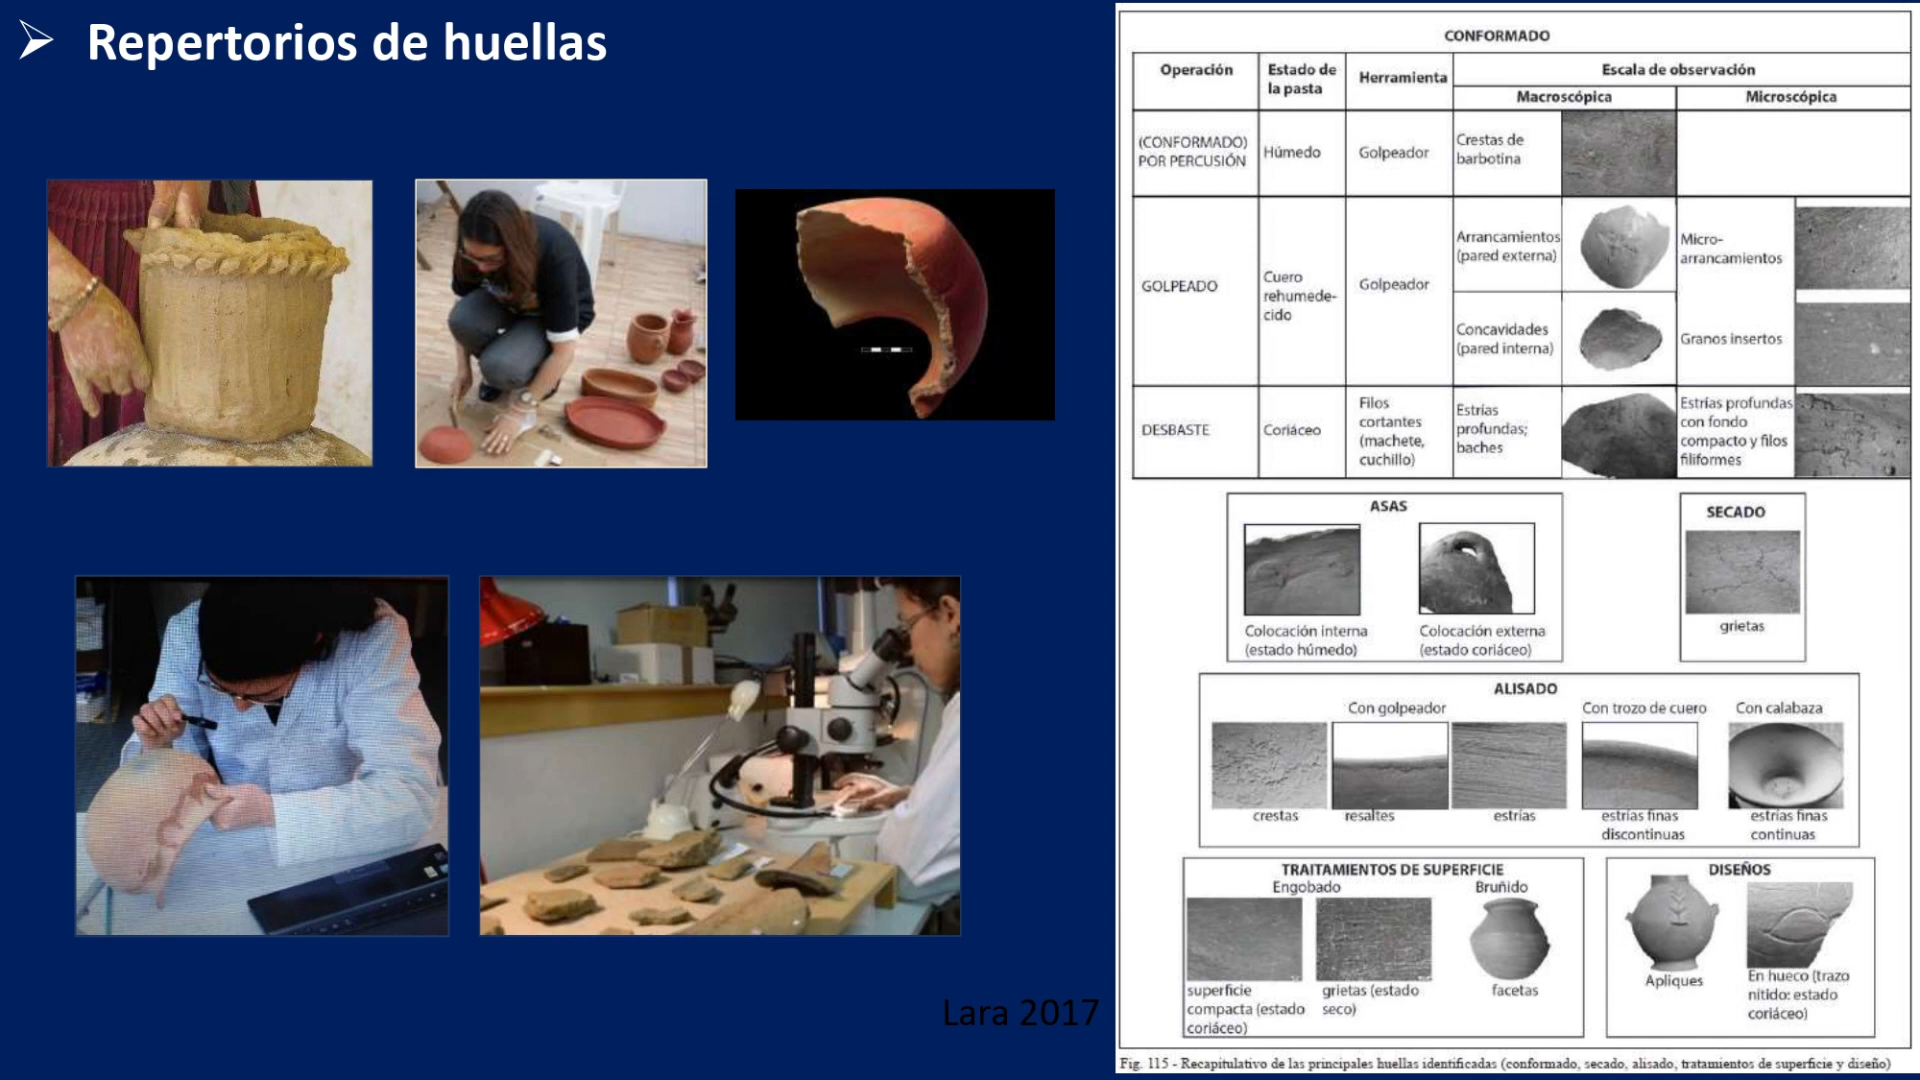 Repertorios de huellas
Lara 2017
CONFORMADO
Operación
Estado de
la pasta
Herramienta
Escala de observación
Macroscópica
Microscópica
(CONFORMADO)
POR PERCUSIÓN
Húmedo
Golpeador
Crestas de
barbotina
GOLPEADO
Cuero
rehumede-
cido
Golpeador
Arrancamientos
(pared externa)
Micro-
arrancamientos
Concavidades
(pared interna)
Granos insertos
DESBASTE
Coriáceo
Filos
cortantes
(machete,
cuchillo)
Estrías
profundas;
baches
Estrías profundas
con fondo
compacto y filos
filiformes
ASAS
Colocación interna
(estado húmedo)
Colocación externa
(estado coriáceo)
SECADO
grietas
ALISADO
Con golpeador
Con trozo de cuero
Con calabaza
crestas
resaltes
estrías
estrías finas
discontinuas
estrías finas
continuas
TRAITAMIENTOS DE SUPERFICIE
Engobado
Bruñido
superficie
compacta (estado
coriáceo)
grietas (estado
seco)
facetas
DISEÑOS
Apliques
En hueco (trazo
nítido: estado
coriáceo)
Fig. 115 - Recapitulativo de las principales huellas identificadas (conformado, secado, alisado, tratamientos de superficie y diseño)